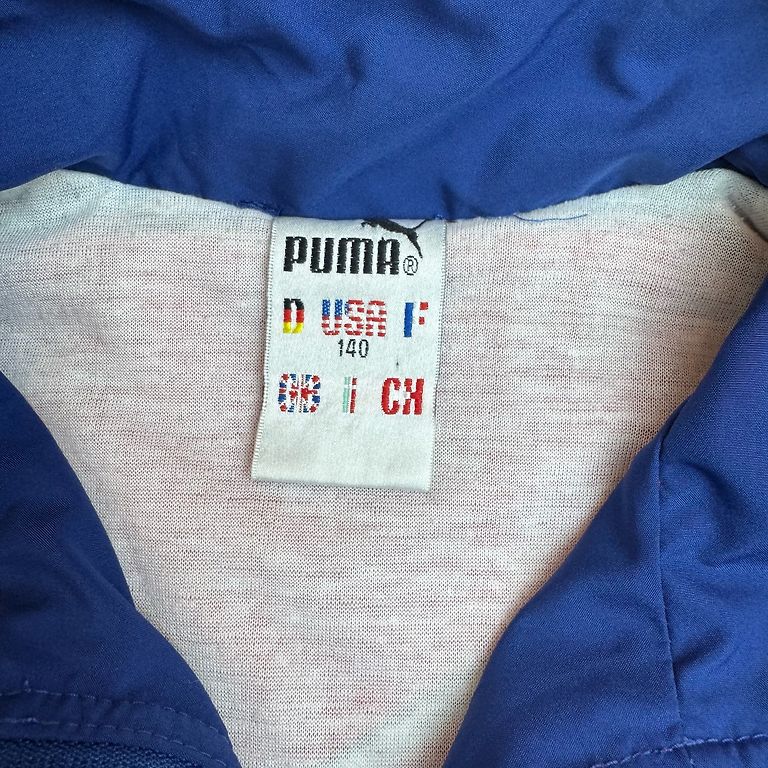 PUMA®
D USA F
140
GB I CH